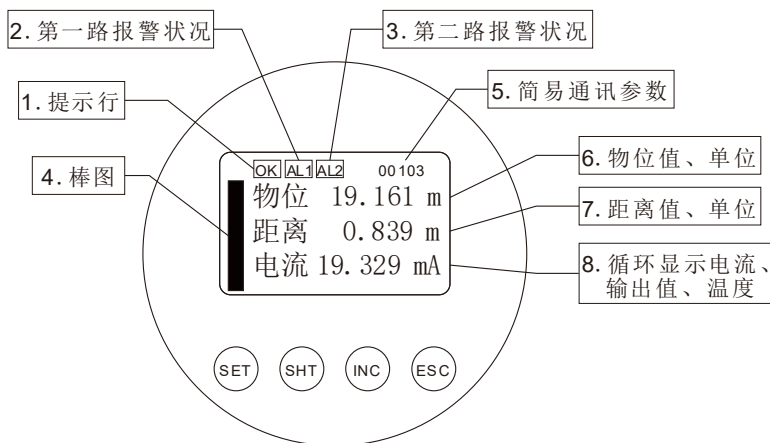 2. 第一路报警状况
3. 第二路报警状况
1. 提示行
5. 简易通讯参数
4. 棒图
OK AL1 AL2 00103
物位 19.161 m
距离 0.839 m
电流 19.329 mA
6. 物位值、单位
7. 距离值、单位
8. 循环显示电流、
输出值、温度
SET SHT INC ESC